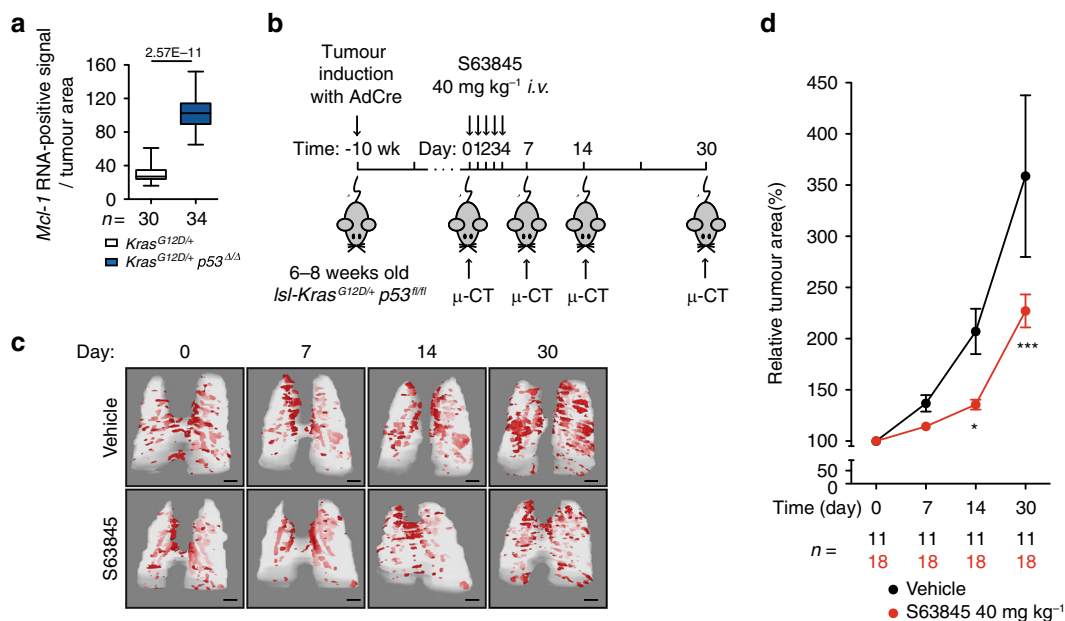 a
2.57E–11
Mcl-1 RNA-positive signal
/ tumour area
160
120
80
40
0
n= 30 34
Kras^G12D/+
Kras^G12D/+ p53^Δ/Δ
b
Tumour
induction
with AdCre
S63845
40 mg kg⁻¹ i.v.
Time: -10 wk Day: 01234 7 14 30
6–8 weeks old
lsl-Kras^G12D/+ p53^fl/fl
μ-CT μ-CT μ-CT μ-CT
c
Day: 0 7 14 30
Vehicle
S63845
d
Relative tumour area(%)
450
400
350
300
250
200
150
100
50
0
*
***
Time (day) 0 7 14 30
n =
11 11 11 11
18 18 18 18
Vehicle
S63845 40 mg kg⁻¹